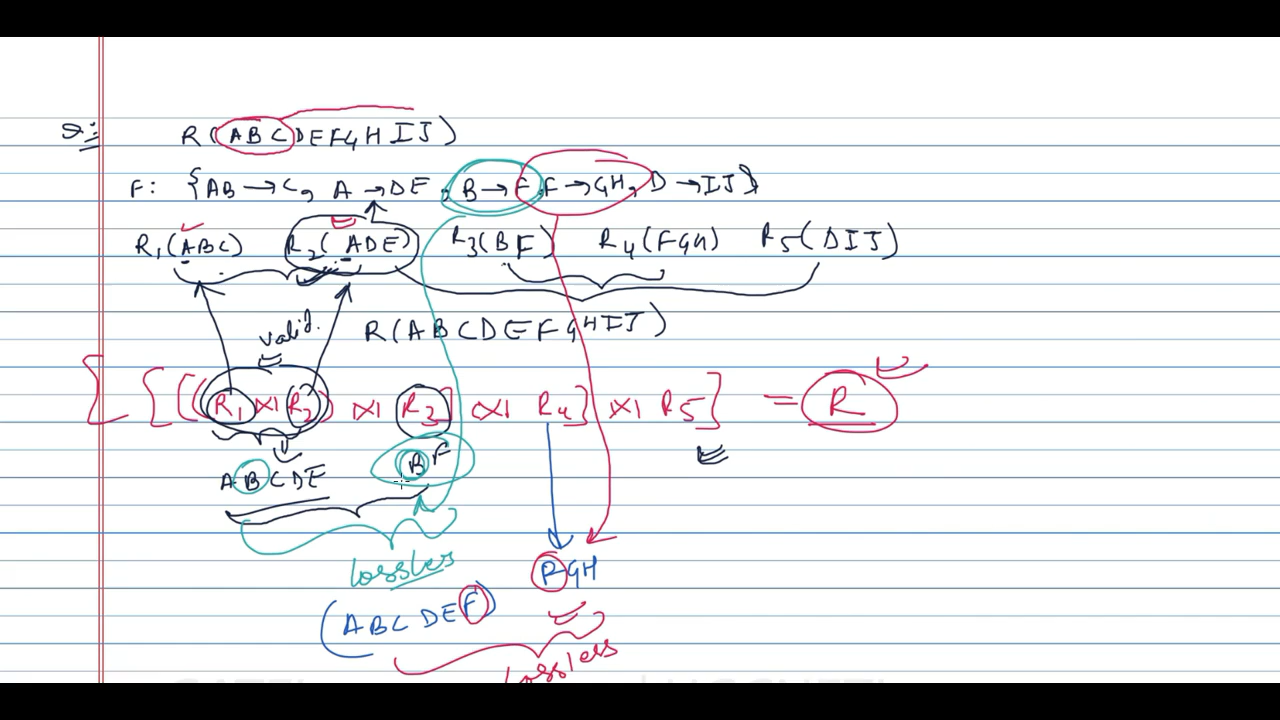 Q:-
R(ABCDEFGHIJ)
F: {AB→C, A→DE, B→F, F→GH, D→IJ}
R1(ABC) R2(ADE) R3(BF) R4(FGH) R5(DIJ)
valid. R(ABCDEFGHIJ)
[[[(R1 ⋈ R2) ⋈ R3] ⋈ R4] ⋈ R5] = R
ABCDE BF
lossless
RGH
(ABCDEF)
lossless